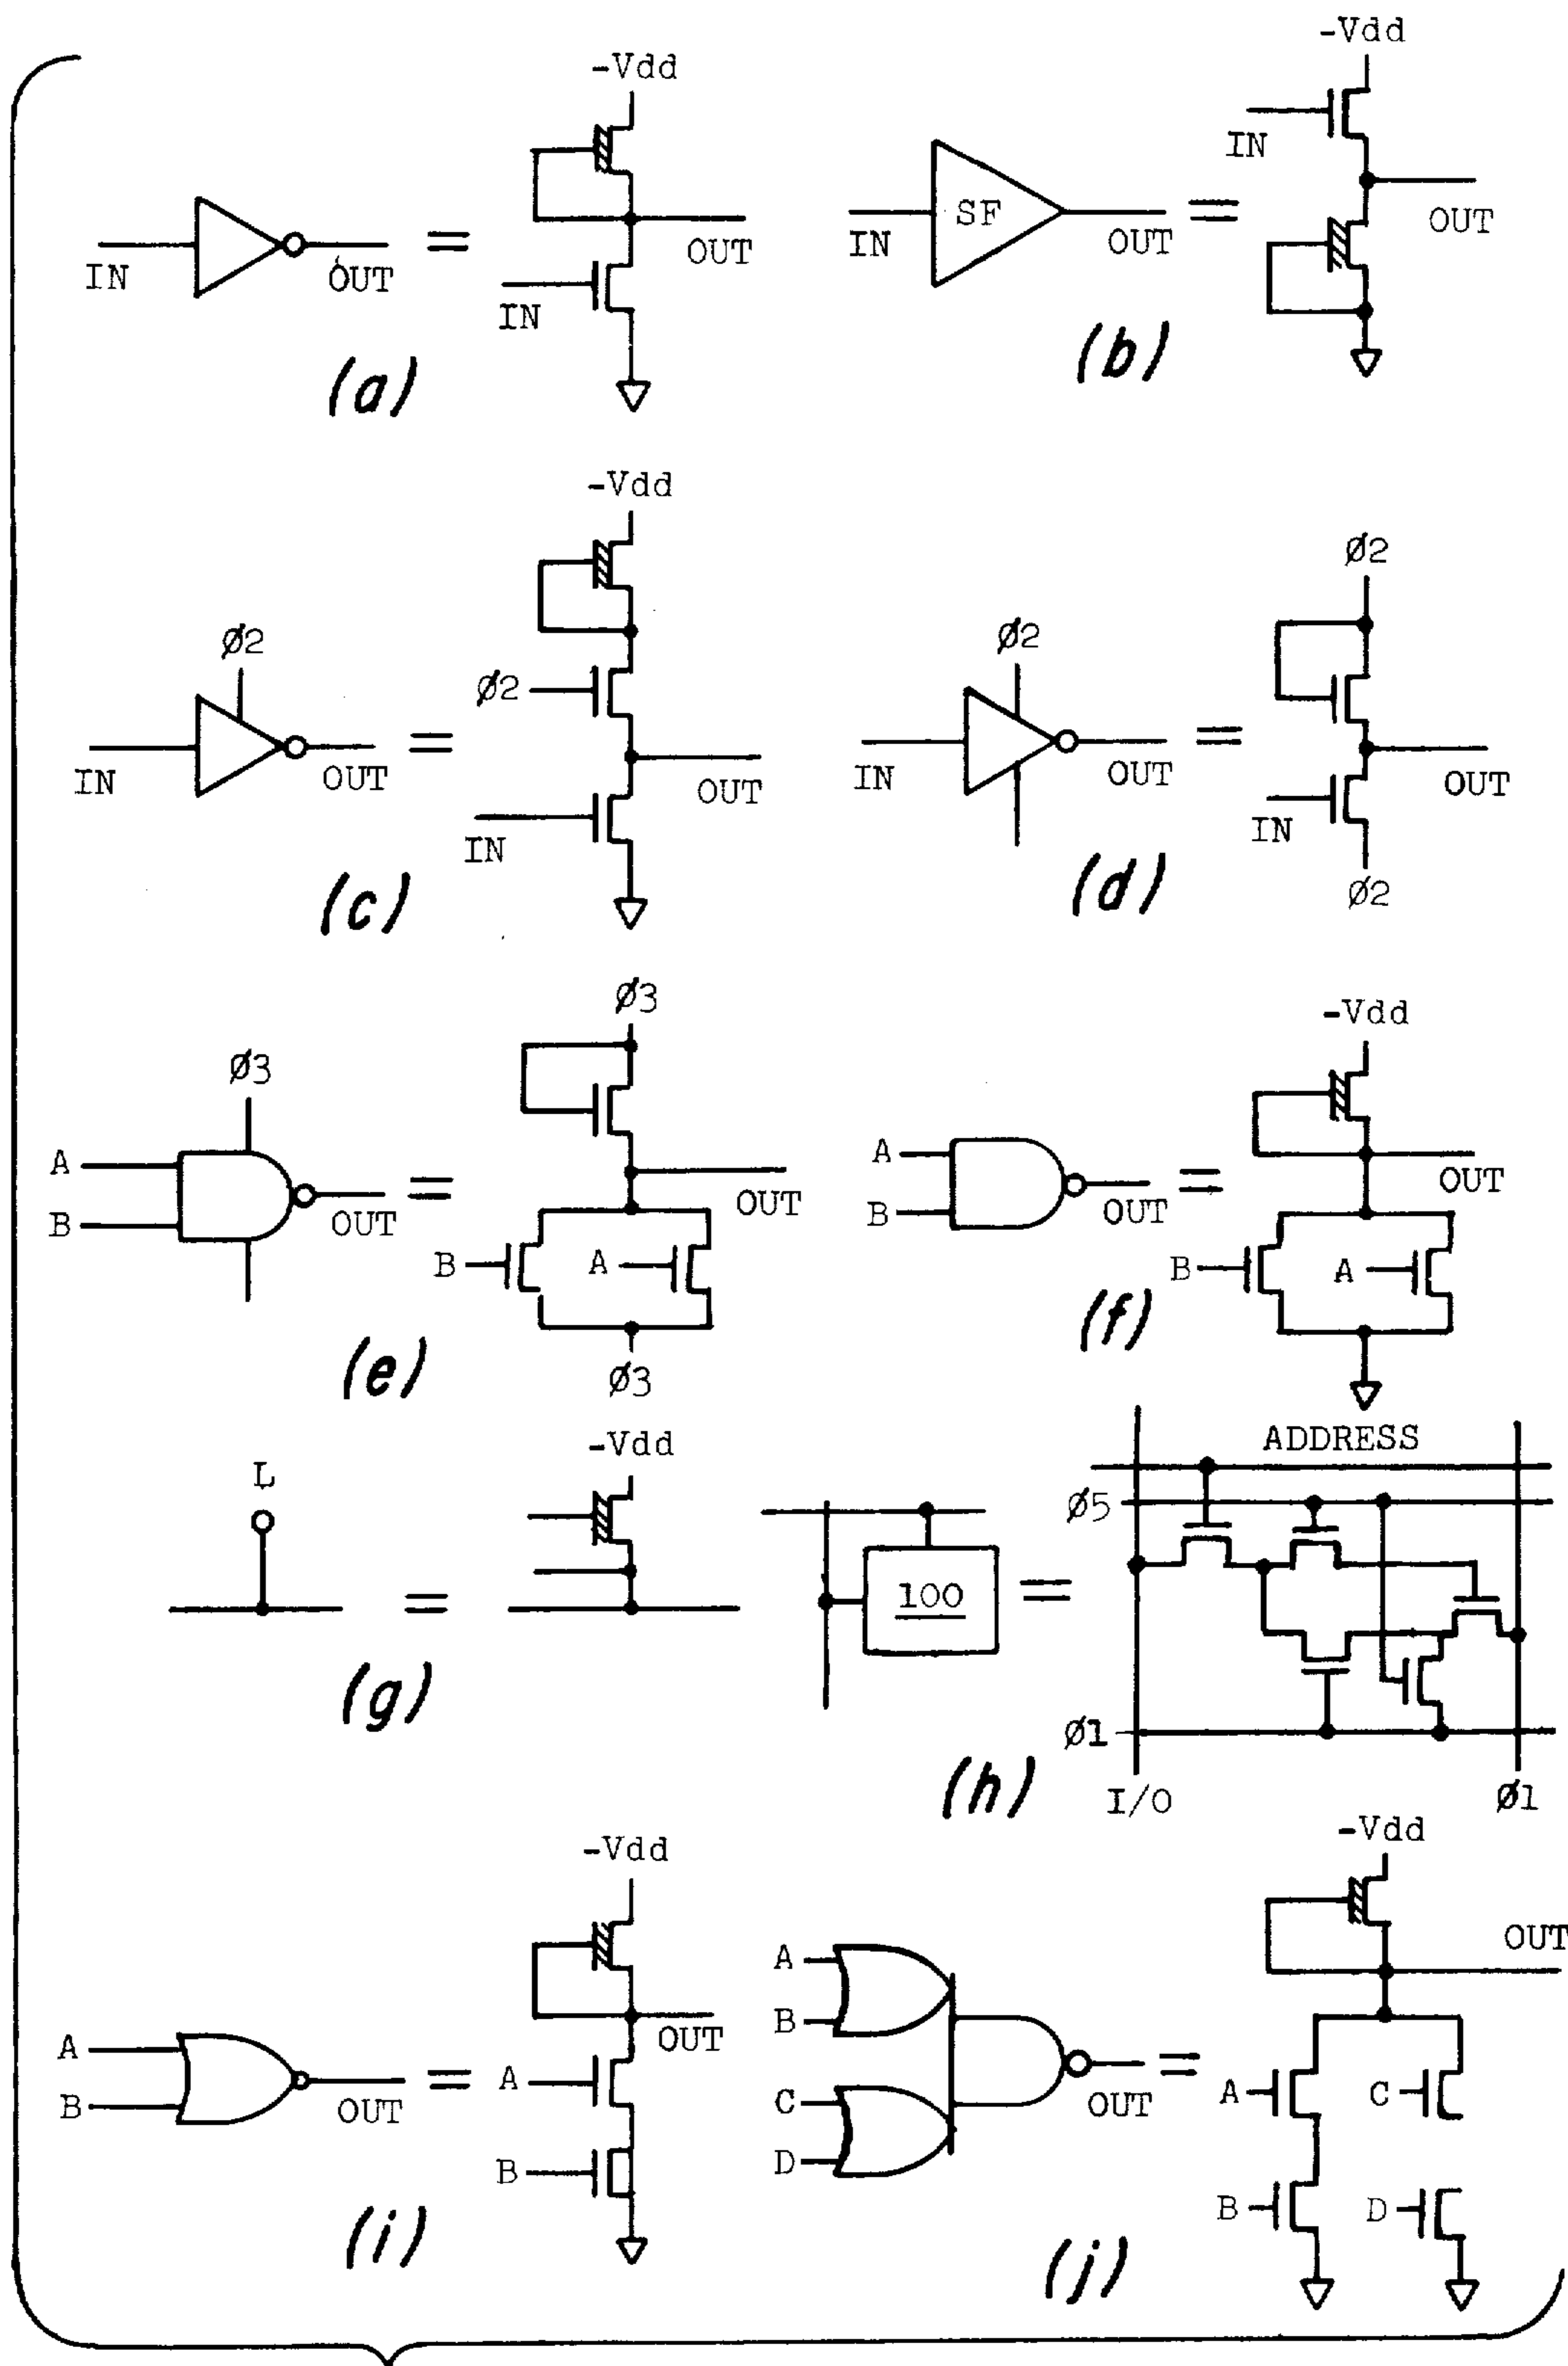 -Vdd
IN
OUT
=
IN
OUT
(a)
-Vdd
IN
SF
OUT
=
IN
OUT
(b)
-Vdd
Ø2
IN
OUT
=
Ø2
OUT
IN
(c)
Ø2
IN
OUT
=
Ø2
OUT
IN
Ø2
(d)
Ø3
A
B
OUT
=
Ø3
OUT
B
A
Ø3
(e)
-Vdd
A
B
OUT
=
OUT
B
A
(f)
L
=
-Vdd
(g)
100
=
ADDRESS
Ø5
Ø1
I/O
Ø1
(h)
-Vdd
A
B
OUT
=
OUT
A
B
(i)
-Vdd
A
B
C
D
OUT
=
OUT
A
C
B
D
(j)